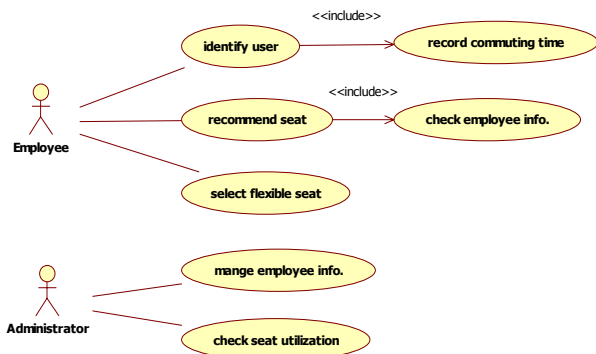 <<include>>
identify user
record commuting time
<<include>>
recommend seat
check employee info.
Employee
select flexible seat
mange employee info.
Administrator
check seat utilization